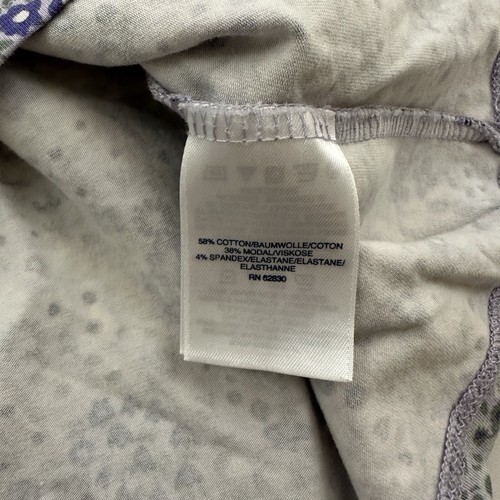 58% COTTON/BAUMWOLLE/COTON
38% MODAL/VISKOSE
4% SPANDEX/ELASTANE/ELASTANE/
ELASTHANNE
RN 62830